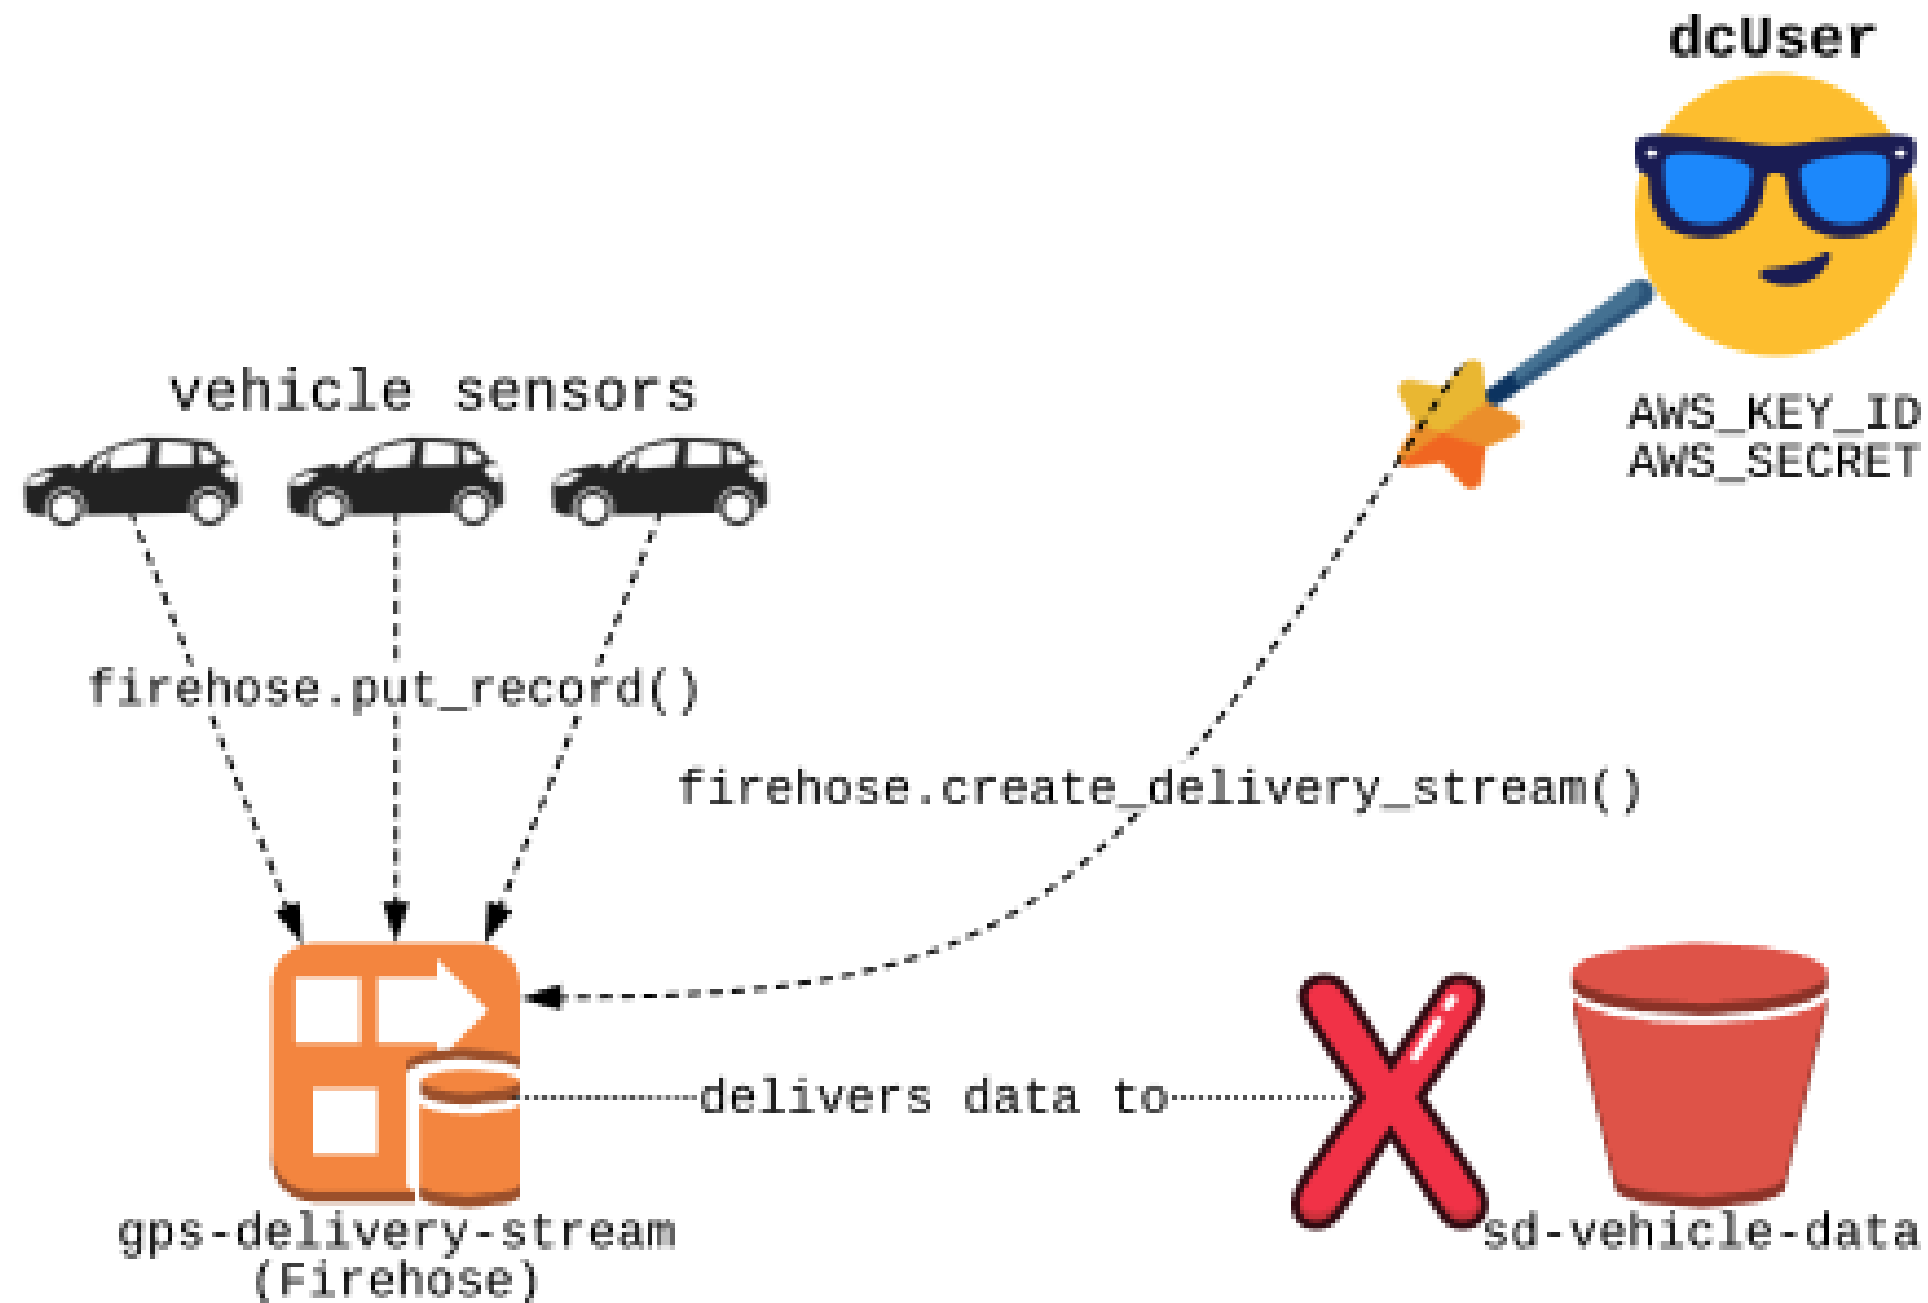 dcUser
AWS_KEY_ID
AWS_SECRET
vehicle sensors
firehose.put_record()
firehose.create_delivery_stream()
delivers data to
gps-delivery-stream
(Firehose)
sd-vehicle-data